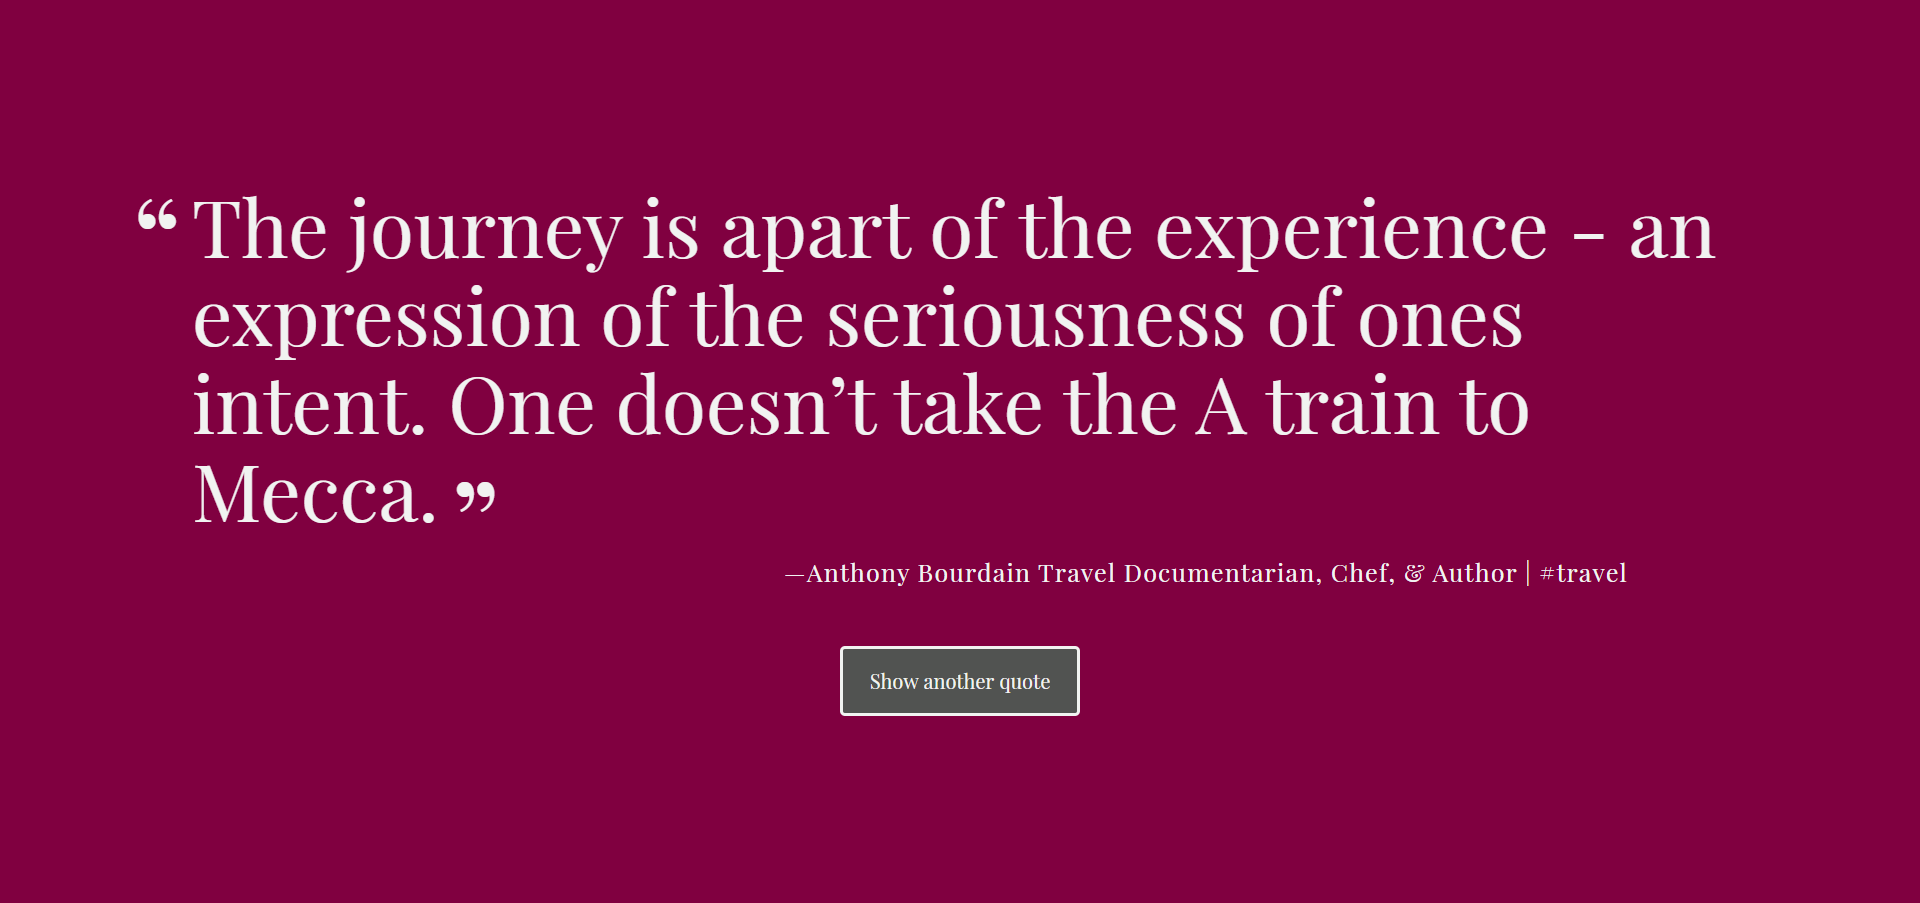 “ The journey is apart of the experience - an
expression of the seriousness of ones
intent. One doesn’t take the A train to
Mecca. ”
—Anthony Bourdain Travel Documentarian, Chef, & Author | #travel
Show another quote